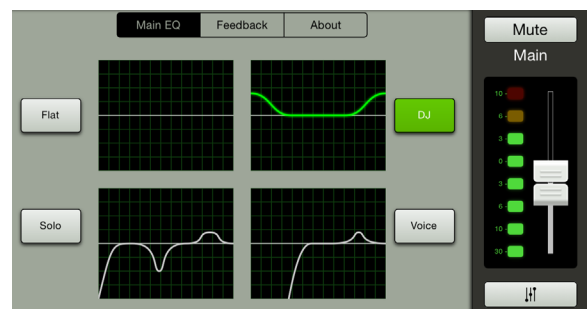 Main EQ Feedback About
Mute
Main
Flat
DJ
Solo
Voice
10
6
3
0
3
6
10
30